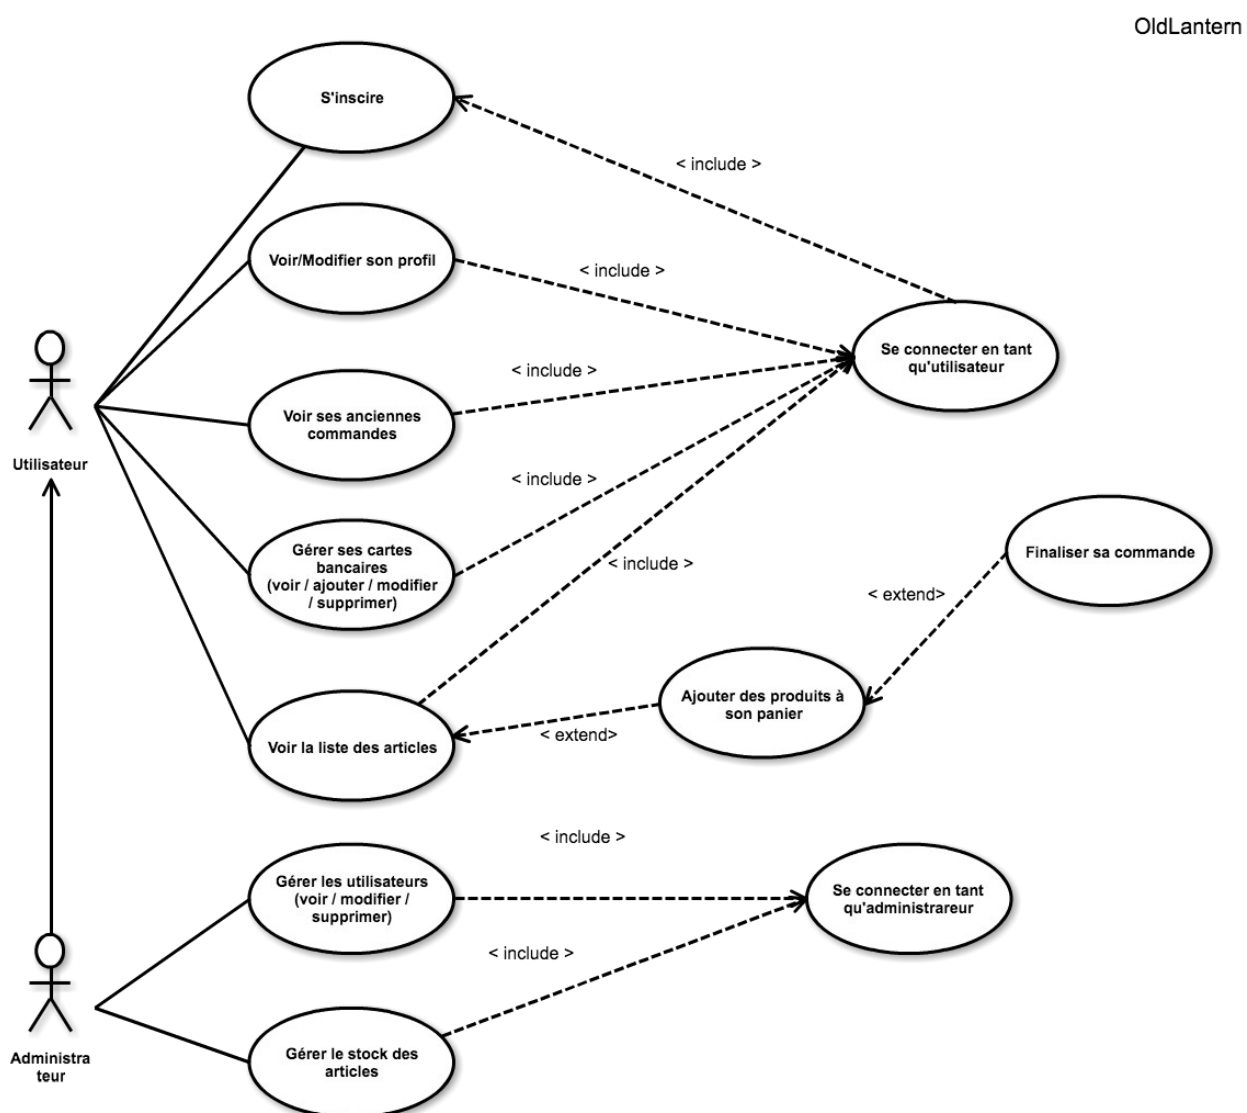 OldLantern
S'inscire
< include >
Voir/Modifier son profil
< include >
Se connecter en tant
qu'utilisateur
< include >
Voir ses anciennes
commandes
Utilisateur
< include >
Gérer ses cartes
bancaires
(voir / ajouter / modifier
/ supprimer)
< include >
Finaliser sa commande
< extend>
Ajouter des produits à
son panier
< extend>
Voir la liste des articles
< include >
Gérer les utilisateurs
(voir / modifier /
supprimer)
Se connecter en tant
qu'administrareur
< include >
Administra
teur
Gérer le stock des
articles